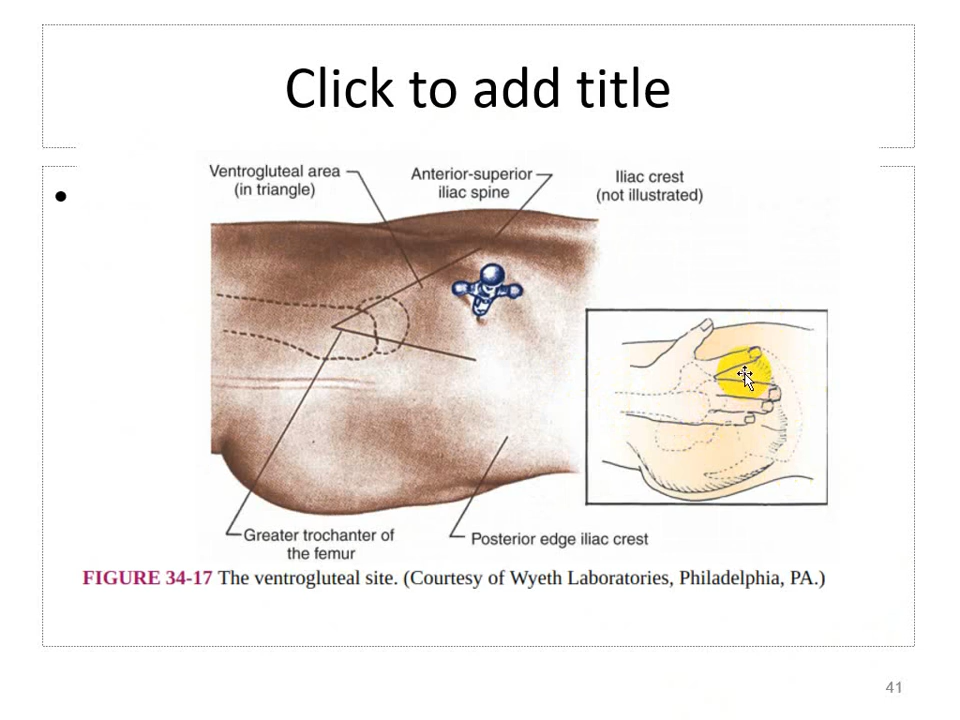 Click to add title
•
Ventrogluteal area
(in triangle)
Anterior-superior
iliac spine
Iliac crest
(not illustrated)
Greater trochanter of
the femur
Posterior edge iliac crest
FIGURE 34-17 The ventrogluteal site. (Courtesy of Wyeth Laboratories, Philadelphia, PA.)
41